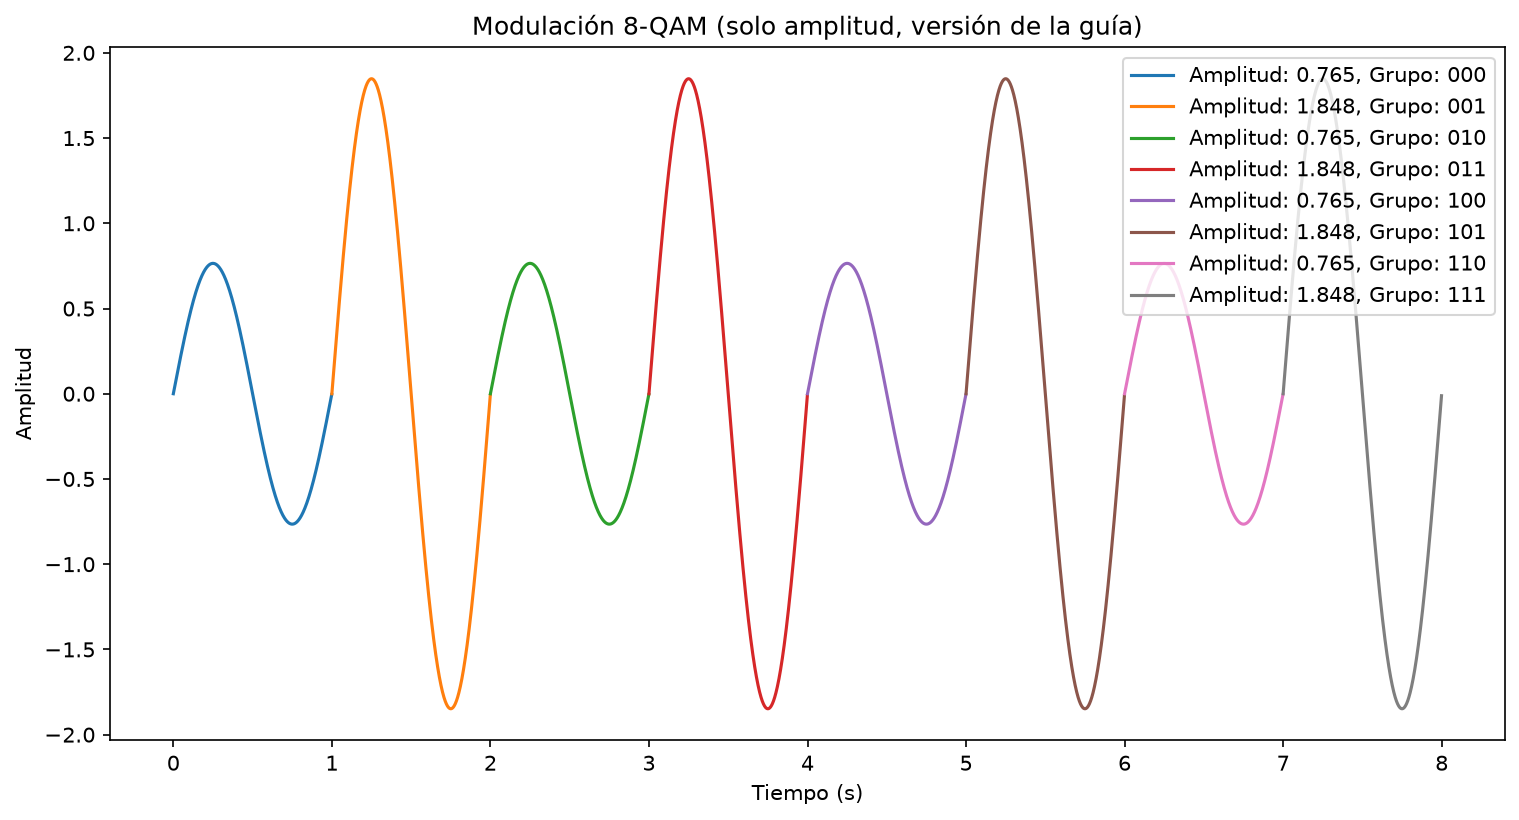 Modulación 8-QAM (solo amplitud, versión de la guía)
Amplitud: 0.765, Grupo: 000
Amplitud: 1.848, Grupo: 001
Amplitud: 0.765, Grupo: 010
Amplitud: 1.848, Grupo: 011
Amplitud: 0.765, Grupo: 100
Amplitud: 1.848, Grupo: 101
Amplitud: 0.765, Grupo: 110
Amplitud: 1.848, Grupo: 111
Amplitud
2.0
1.5
1.0
0.5
0.0
−0.5
−1.0
−1.5
−2.0
0 1 2 3 4 5 6 7 8
Tiempo (s)